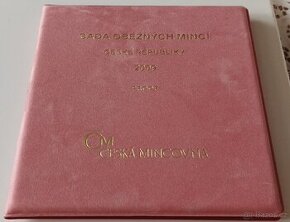 SADA OBĚŽNÝCH MINCÍ
ČESKÉ REPUBLIKY
ČM
ČESKÁ MINCOVNA